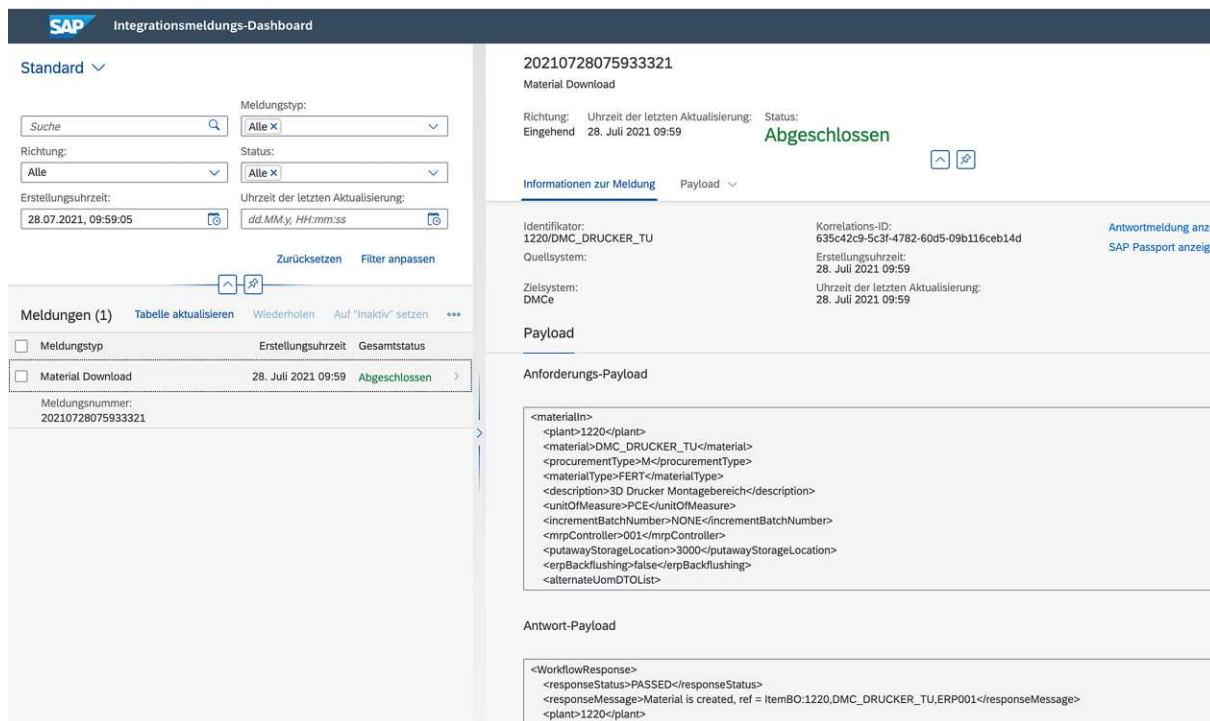 SAP Integrationsmeldungs-Dashboard
Standard
Suche
Meldungstyp:
Alle
Richtung:
Alle
Status:
Alle
Erstellungsuhrzeit:
28.07.2021, 09:59:05
Uhrzeit der letzten Aktualisierung:
dd.MM.y, HH:mm:ss
Zurücksetzen Filter anpassen
Meldungen (1) Tabelle aktualisieren Wiederholen Auf "Inaktiv" setzen
Meldungstyp Erstellungsuhrzeit Gesamtstatus
Material Download 28. Juli 2021 09:59 Abgeschlossen
Meldungsnummer:
20210728075933321
20210728075933321
Material Download
Richtung: Uhrzeit der letzten Aktualisierung: Status:
Eingehend 28. Juli 2021 09:59 Abgeschlossen
Informationen zur Meldung Payload
Identifikator:
1220/DMC_DRUCKER_TU
Quellsystem:
Zielsystem:
DMCe
Korrelations-ID:
635c42c9-5c3f-4782-60d5-09b116ceb14d
Erstellungsuhrzeit:
28. Juli 2021 09:59
Uhrzeit der letzten Aktualisierung:
28. Juli 2021 09:59
Antwortmeldung anz
SAP Passport anzeig
Payload
Anforderungs-Payload
<materialIn>
<plant>1220</plant>
<material>DMC_DRUCKER_TU</material>
<procurementType>M</procurementType>
<materialType>FERT</materialType>
<description>3D Drucker Montagebereich</description>
<unitOfMeasure>PCE</unitOfMeasure>
<incrementBatchNumber>NONE</incrementBatchNumber>
<mrpController>001</mrpController>
<putawayStorageLocation>3000</putawayStorageLocation>
<erpBackflushing>false</erpBackflushing>
<alternateUomDTOList>
Antwort-Payload
<WorkflowResponse>
<responseStatus>PASSED</responseStatus>
<responseMessage>Material is created, ref = ItemBO:1220,DMC_DRUCKER_TU,ERP001</responseMessage>
<plant>1220</plant>